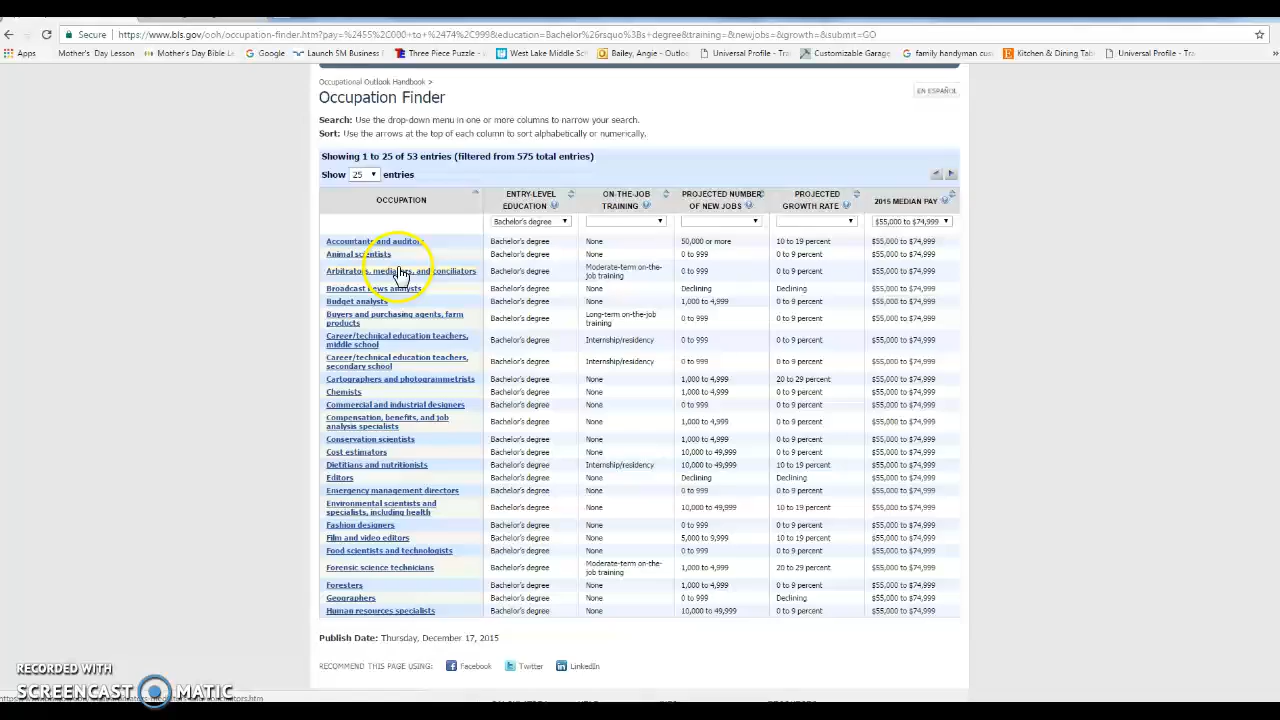 Secure https://www.bls.gov/ooh/occupation-finder.htm?pay=%2455%2C000 +to+%2474%2C999&education=Bachelor%26rsquo%3Bs+degree&training=&newjobs=&growth=&submit=GO
Apps Mother's Day Lesson Mother's Day Bible L Google Launch 5M Business Three Piece Puzzle - West Lake Middle Sch Bailey, Angie - Outlo Universal Profile - Tra Customizable Garage family handyman cus Kitchen & Dining Tab Universal Profile - Tra
Occupational Outlook Handbook >
Occupation Finder
EN ESPAÑOL
Search: Use the drop-down menu in one or more columns to narrow your search.
Sort: Use the arrows at the top of each column to sort alphabetically or numerically.
Showing 1 to 25 of 53 entries (filtered from 575 total entries)
Show 25 entries
OCCUPATION ENTRY-LEVEL EDUCATION ON-THE-JOB TRAINING PROJECTED NUMBER OF NEW JOBS PROJECTED GROWTH RATE 2015 MEDIAN PAY
Bachelor's degree $55,000 to $74,999
Accountants and auditors Bachelor's degree None 50,000 or more 10 to 19 percent $55,000 to $74,999
Animal scientists Bachelor's degree None 0 to 999 0 to 9 percent $55,000 to $74,999
Arbitrators, mediators, and conciliators Bachelor's degree Moderate-term on-the-job training 0 to 999 0 to 9 percent $55,000 to $74,999
Broadcast news analysts Bachelor's degree None Declining Declining $55,000 to $74,999
Budget analysts Bachelor's degree None 1,000 to 4,999 0 to 9 percent $55,000 to $74,999
Buyers and purchasing agents, farm products Bachelor's degree Long-term on-the-job training 0 to 999 0 to 9 percent $55,000 to $74,999
Career/technical education teachers, middle school Bachelor's degree Internship/residency 0 to 999 0 to 9 percent $55,000 to $74,999
Career/technical education teachers, secondary school Bachelor's degree Internship/residency 0 to 999 0 to 9 percent $55,000 to $74,999
Cartographers and photogrammetrists Bachelor's degree None 1,000 to 4,999 20 to 29 percent $55,000 to $74,999
Chemists Bachelor's degree None 1,000 to 4,999 0 to 9 percent $55,000 to $74,999
Commercial and industrial designers Bachelor's degree None 0 to 999 0 to 9 percent $55,000 to $74,999
Compensation, benefits, and job analysis specialists Bachelor's degree None 1,000 to 4,999 0 to 9 percent $55,000 to $74,999
Conservation scientists Bachelor's degree None 1,000 to 4,999 0 to 9 percent $55,000 to $74,999
Cost estimators Bachelor's degree None 10,000 to 49,999 0 to 9 percent $55,000 to $74,999
Dietitians and nutritionists Bachelor's degree Internship/residency 10,000 to 49,999 10 to 19 percent $55,000 to $74,999
Editors Bachelor's degree None Declining Declining $55,000 to $74,999
Emergency management directors Bachelor's degree None 0 to 999 0 to 9 percent $55,000 to $74,999
Environmental scientists and specialists, including health Bachelor's degree None 10,000 to 49,999 10 to 19 percent $55,000 to $74,999
Fashion designers Bachelor's degree None 0 to 999 0 to 9 percent $55,000 to $74,999
Film and video editors Bachelor's degree None 5,000 to 9,999 10 to 19 percent $55,000 to $74,999
Food scientists and technologists Bachelor's degree None 0 to 999 0 to 9 percent $55,000 to $74,999
Forensic science technicians Bachelor's degree Moderate-term on-the-job training 1,000 to 4,999 20 to 29 percent $55,000 to $74,999
Foresters Bachelor's degree None 1,000 to 4,999 0 to 9 percent $55,000 to $74,999
Geographers Bachelor's degree None 0 to 999 Declining $55,000 to $74,999
Human resources specialists Bachelor's degree None 10,000 to 49,999 0 to 9 percent $55,000 to $74,999
Publish Date: Thursday, December 17, 2015
RECOMMEND THIS PAGE USING: Facebook Twitter LinkedIn
RECORDED WITH
SCREENCAST MATIC